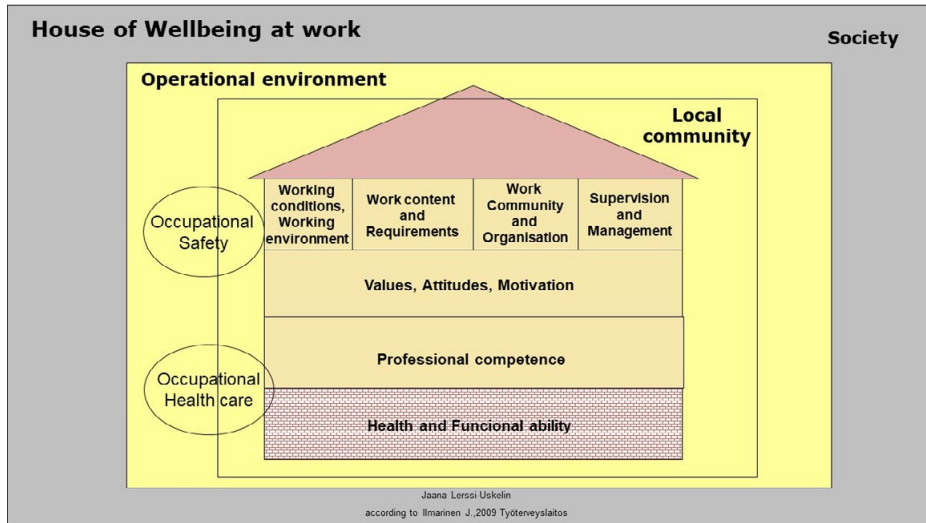 House of Wellbeing at work
Society
Operational environment
Local
community
Working
conditions,
Working
environment
Work content
and
Requirements
Work
Community
and
Organisation
Supervision
and
Management
Occupational
Safety
Values, Attitudes, Motivation
Professional competence
Occupational
Health care
Health and Funcional ability
Jaana Lerssi-Uskelin
according to Ilmarinen J.,2009 Työterveyslaitos